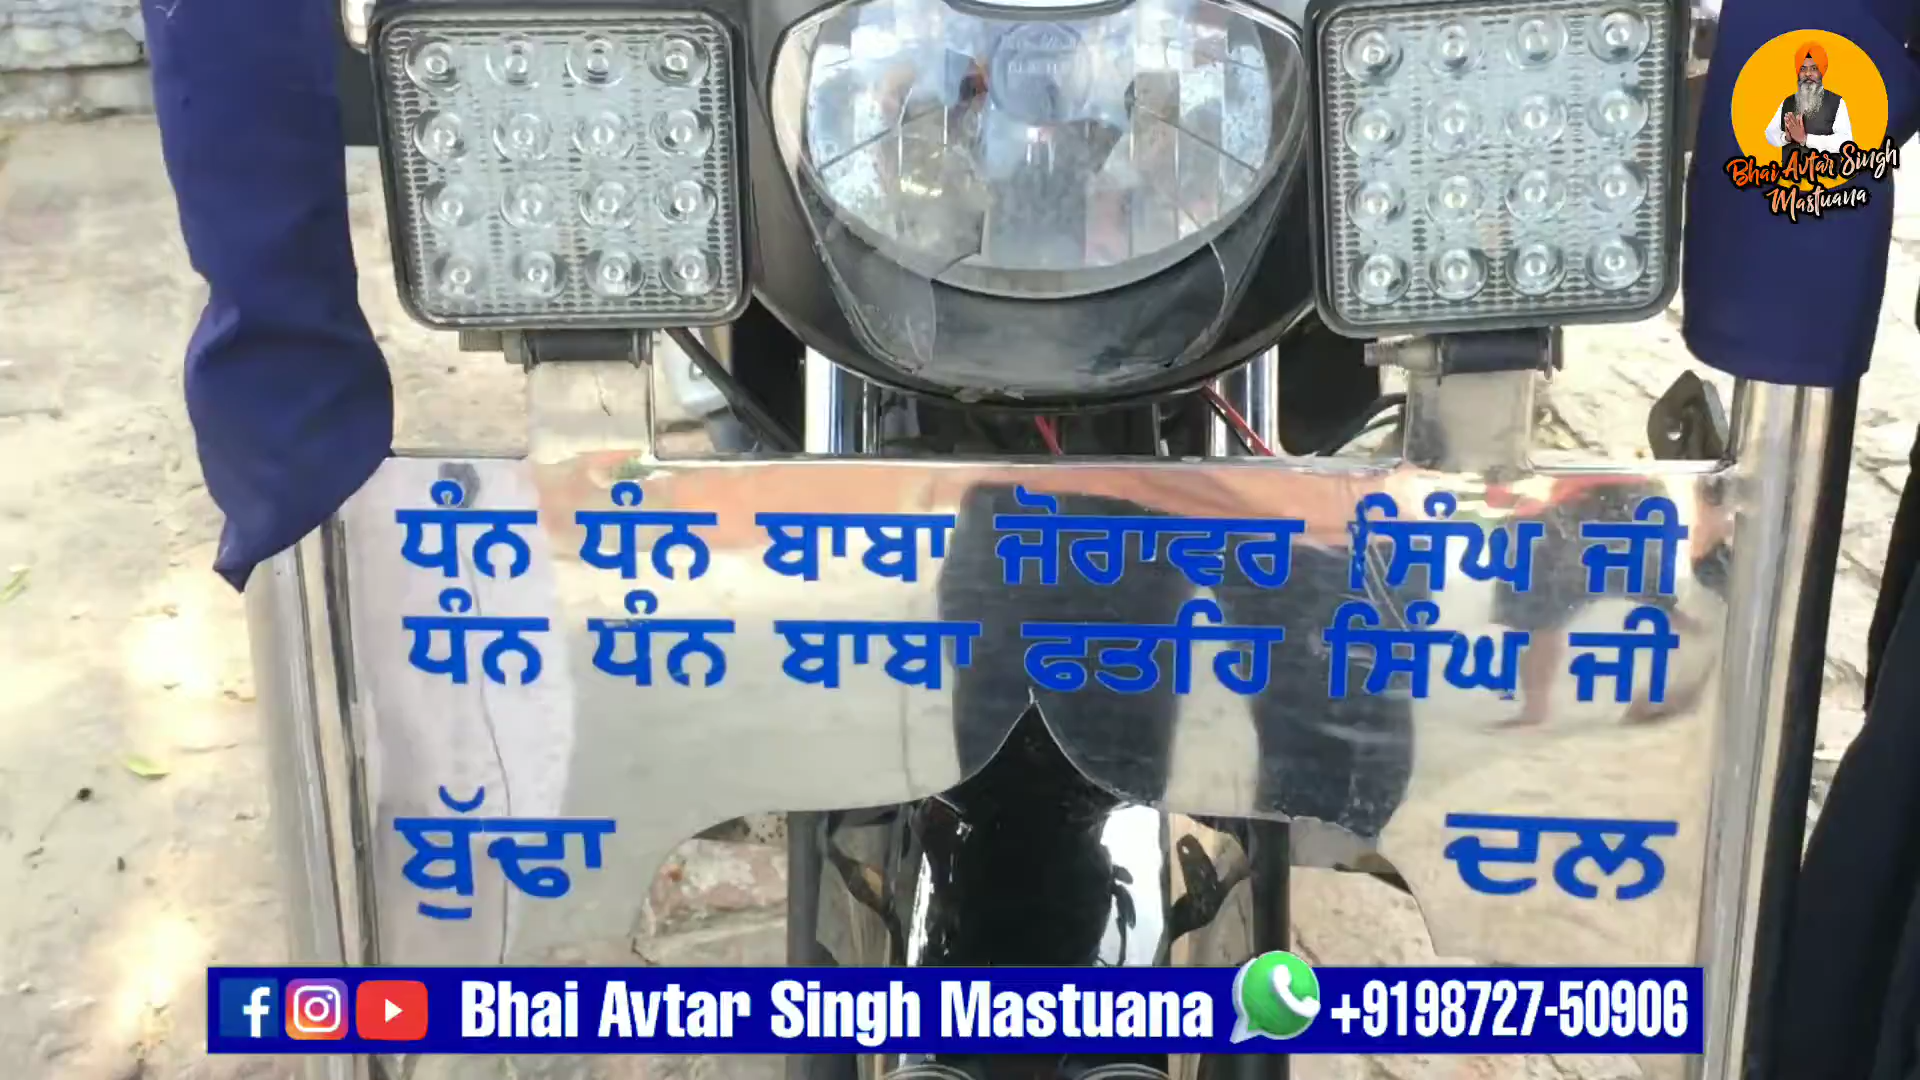 Bhai Avtar Singh
Mastuana
ਧੰਨ ਧੰਨ ਬਾਬਾ ਜੋਰਾਵਰ ਸਿੰਘ ਜੀ
ਧੰਨ ਧੰਨ ਬਾਬਾ ਫਤਹਿ ਸਿੰਘ ਜੀ
ਬੁੱਢਾ ਦਲ
Bhai Avtar Singh Mastuana +9198727-50906